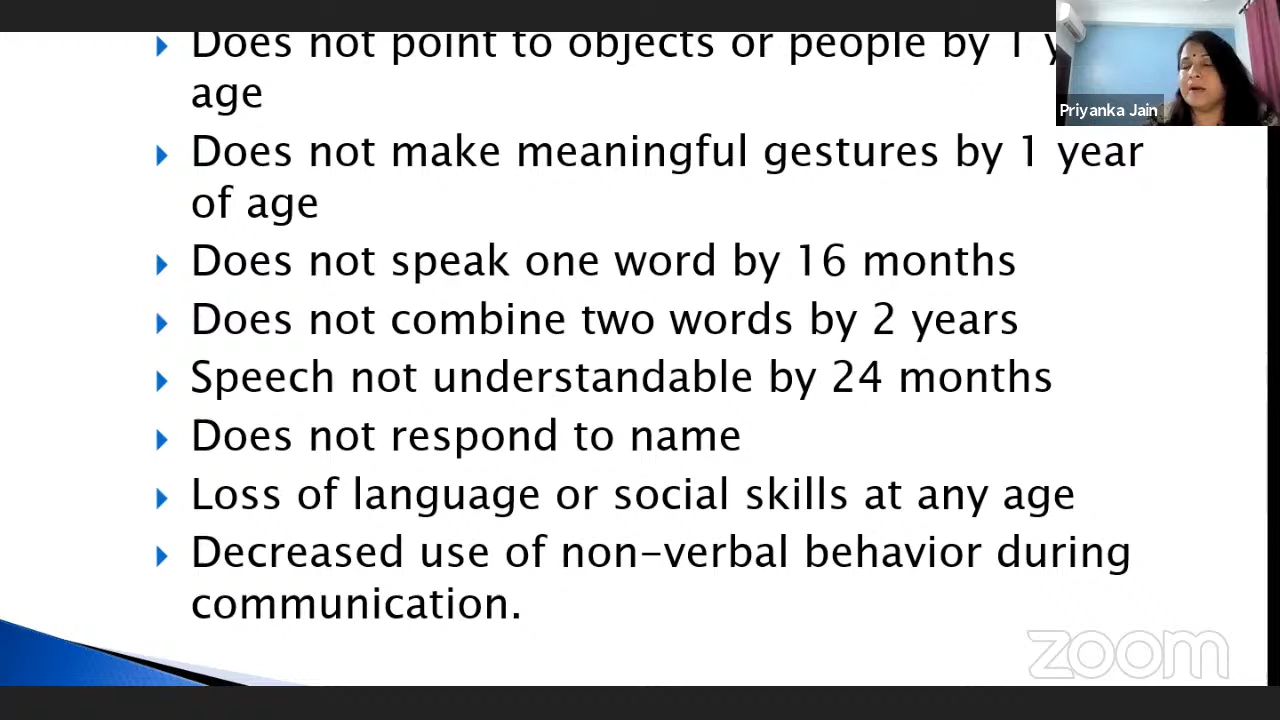 Does not point to objects or people by 1
age
Does not make meaningful gestures by 1 year
of age
Does not speak one word by 16 months
Does not combine two words by 2 years
Speech not understandable by 24 months
Does not respond to name
Loss of language or social skills at any age
Decreased use of non-verbal behavior during
communication.
Priyanka Jain
zoom